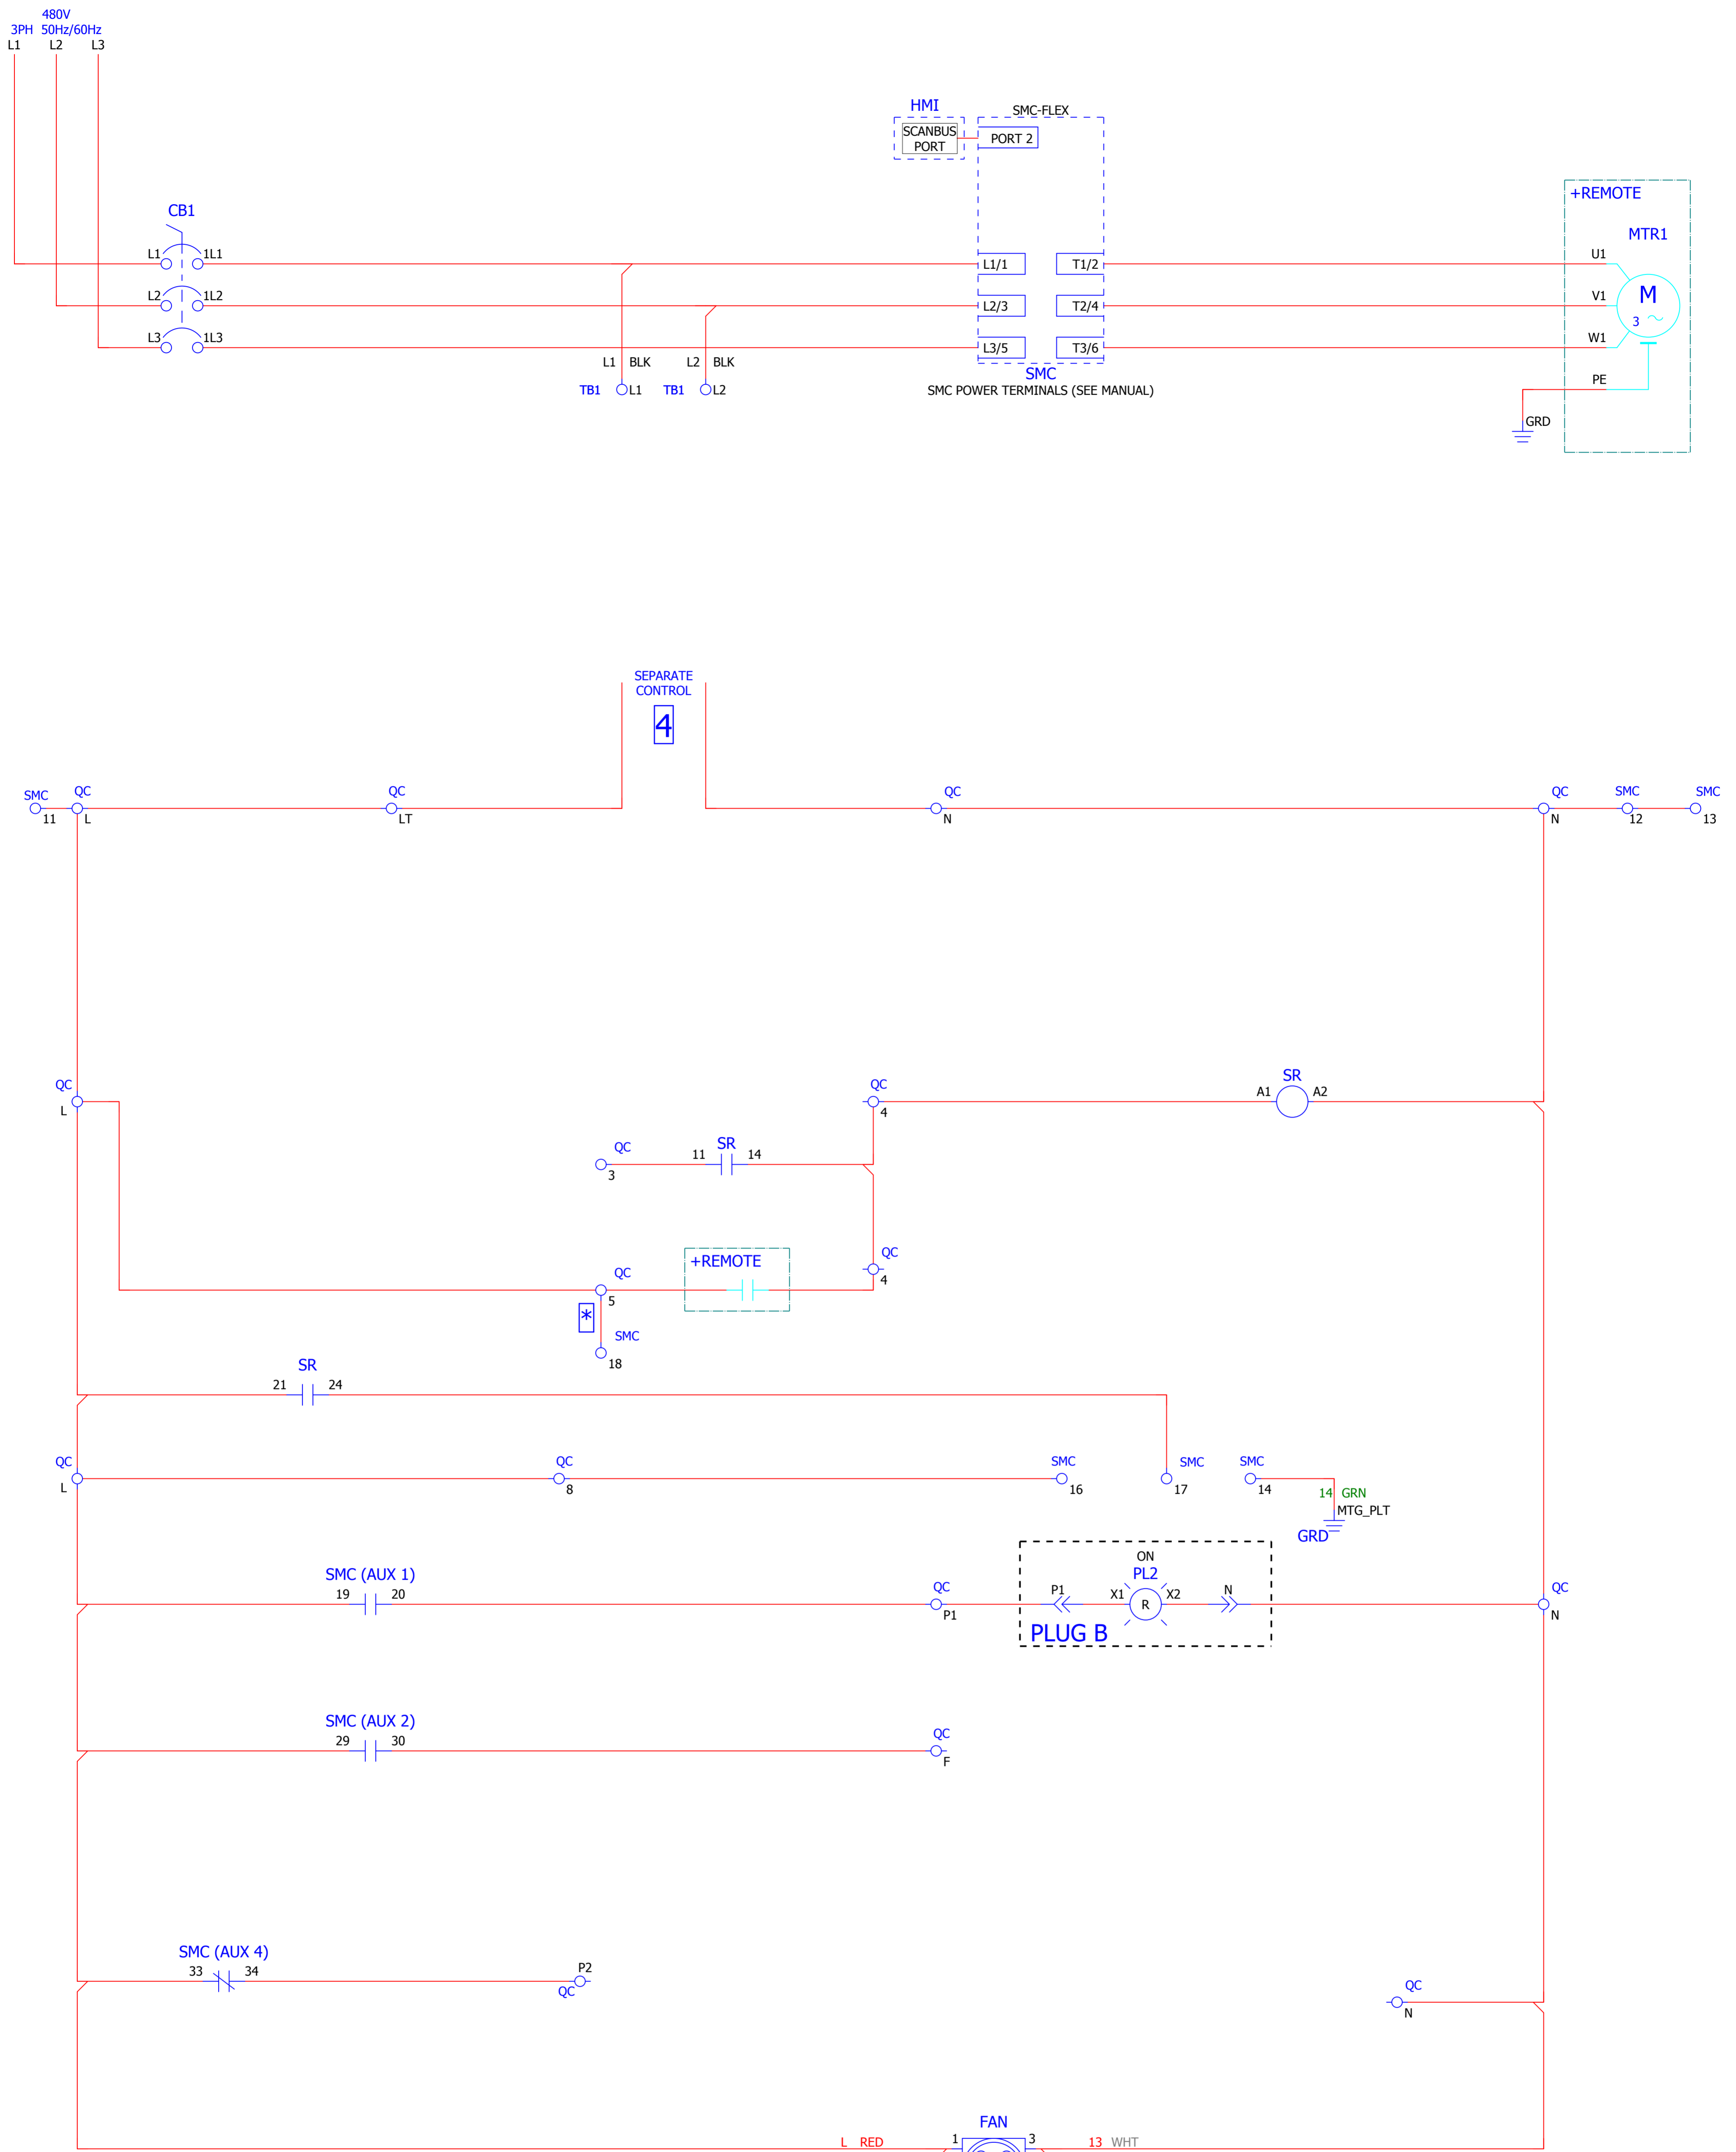 480V
3PH 50Hz/60Hz
L1 L2 L3
HMI
SMC-FLEX
SCANBUS
PORT
PORT 2
+REMOTE
CB1
MTR1
L1 1L1
L1/1 T1/2
U1
L2 1L2
L2/3 T2/4
V1
M
3
L3 1L3
L3/5 T3/6
W1
L1 BLK L2 BLK
SMC
TB1 L1 TB1 L2
SMC POWER TERMINALS (SEE MANUAL)
PE
GRD
SEPARATE
CONTROL
4
SMC QC QC QC QC SMC SMC
11 L LT N N 12 13
QC QC SR
L 4 A1 A2
QC SR
3 11 14
QC +REMOTE QC
5 4
*
SMC
18
SR
21 24
QC QC SMC SMC SMC
L 8 16 17 14
14 GRN
MTG_PLT
GRD
ON
SMC (AUX 1) PL2
19 20 QC P1 X1 R X2 N QC
P1 N
PLUG B
SMC (AUX 2)
29 30 QC
F
SMC (AUX 4)
33 34 P2
QC
QC
N
FAN
L RED 1 3 13 WHT